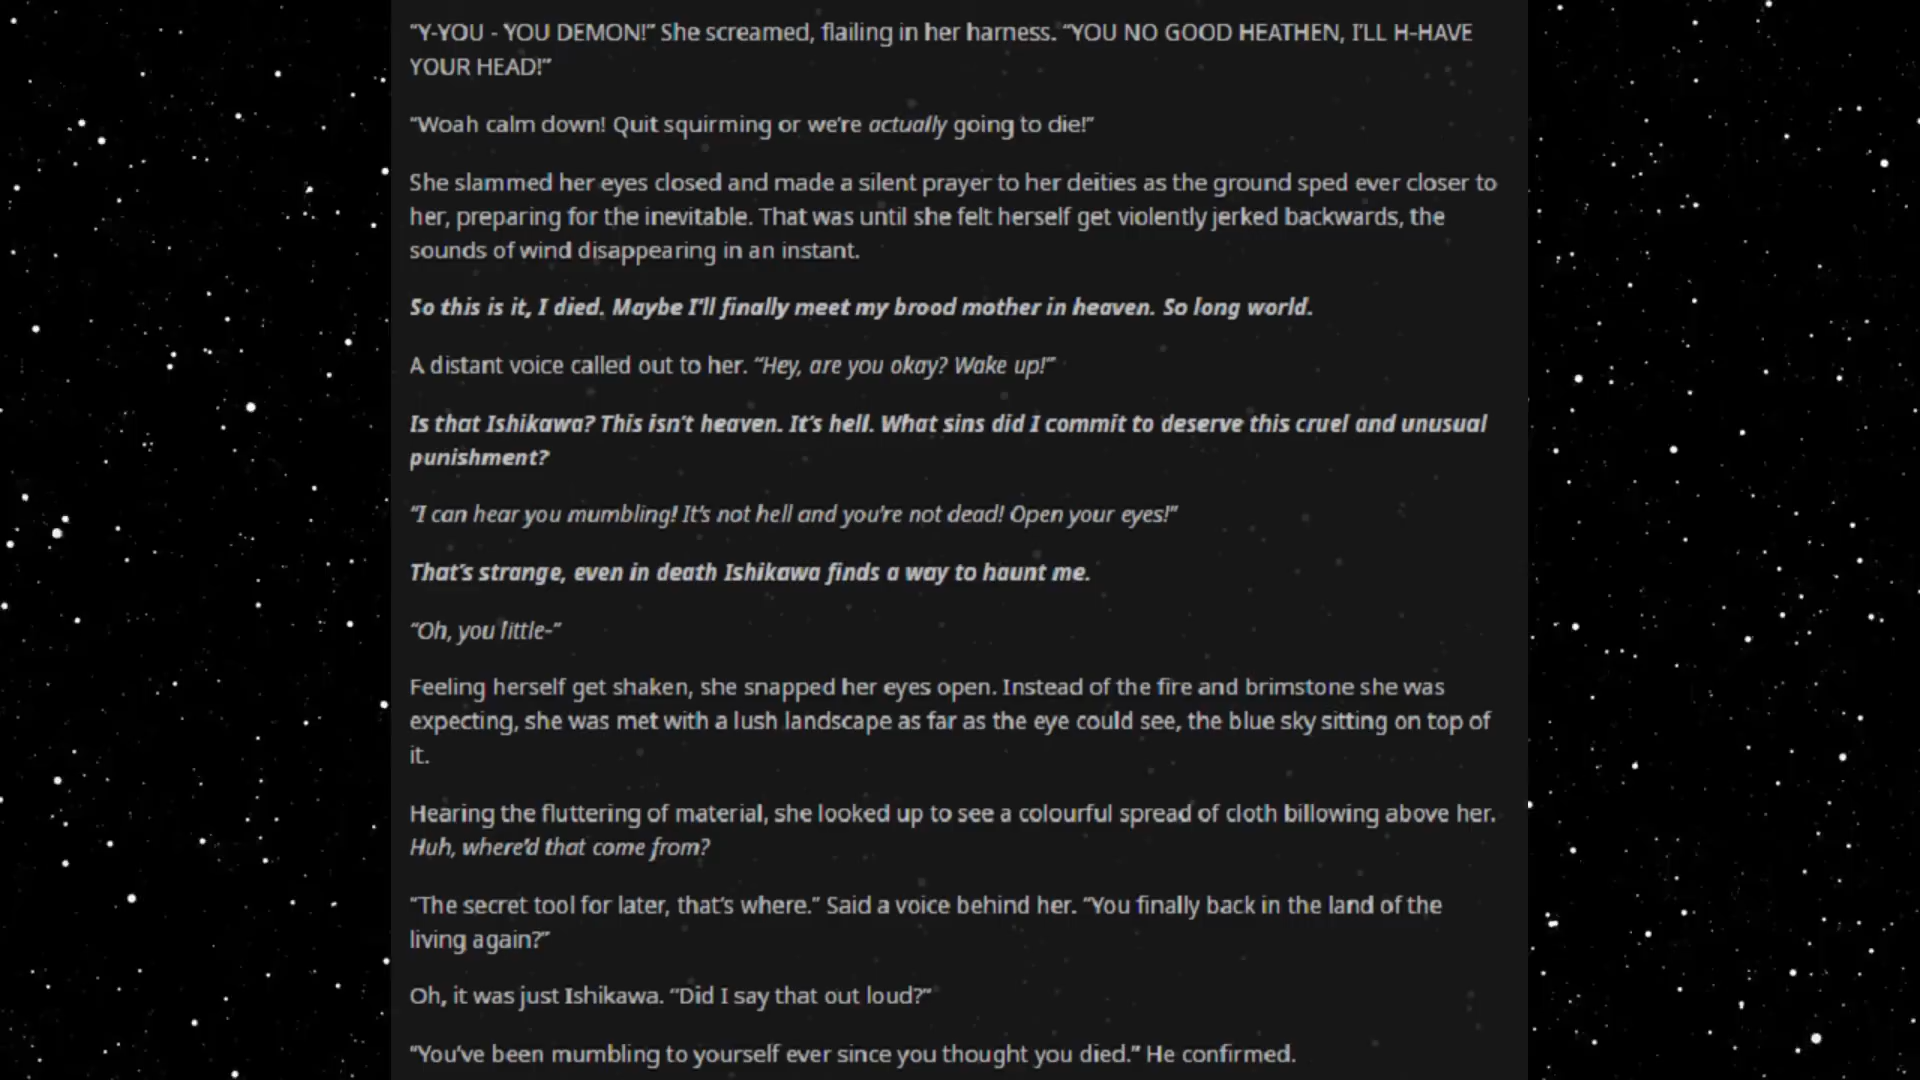 “Y-YOU - YOU DEMON!” She screamed, flailing in her harness. “YOU NO GOOD HEATHEN, I’LL H-HAVE
YOUR HEAD!”
“Woah calm down! Quit squirming or we’re actually going to die!”
She slammed her eyes closed and made a silent prayer to her deities as the ground sped ever closer to
her, preparing for the inevitable. That was until she felt herself get violently jerked backwards, the
sounds of wind disappearing in an instant.
So this is it, I died. Maybe I’ll finally meet my brood mother in heaven. So long world.
A distant voice called out to her. “Hey, are you okay? Wake up!”
Is that Ishikawa? This isn’t heaven. It’s hell. What sins did I commit to deserve this cruel and unusual
punishment?
“I can hear you mumbling! It’s not hell and you’re not dead! Open your eyes!”
That’s strange, even in death Ishikawa finds a way to haunt me.
“Oh, you little-”
Feeling herself get shaken, she snapped her eyes open. Instead of the fire and brimstone she was
expecting, she was met with a lush landscape as far as the eye could see, the blue sky sitting on top of
it.
Hearing the fluttering of material, she looked up to see a colourful spread of cloth billowing above her.
Huh, where’d that come from?
“The secret tool for later, that’s where.” Said a voice behind her. “You finally back in the land of the
living again?”
Oh, it was just Ishikawa. “Did I say that out loud?”
“You’ve been mumbling to yourself ever since you thought you died.” He confirmed.